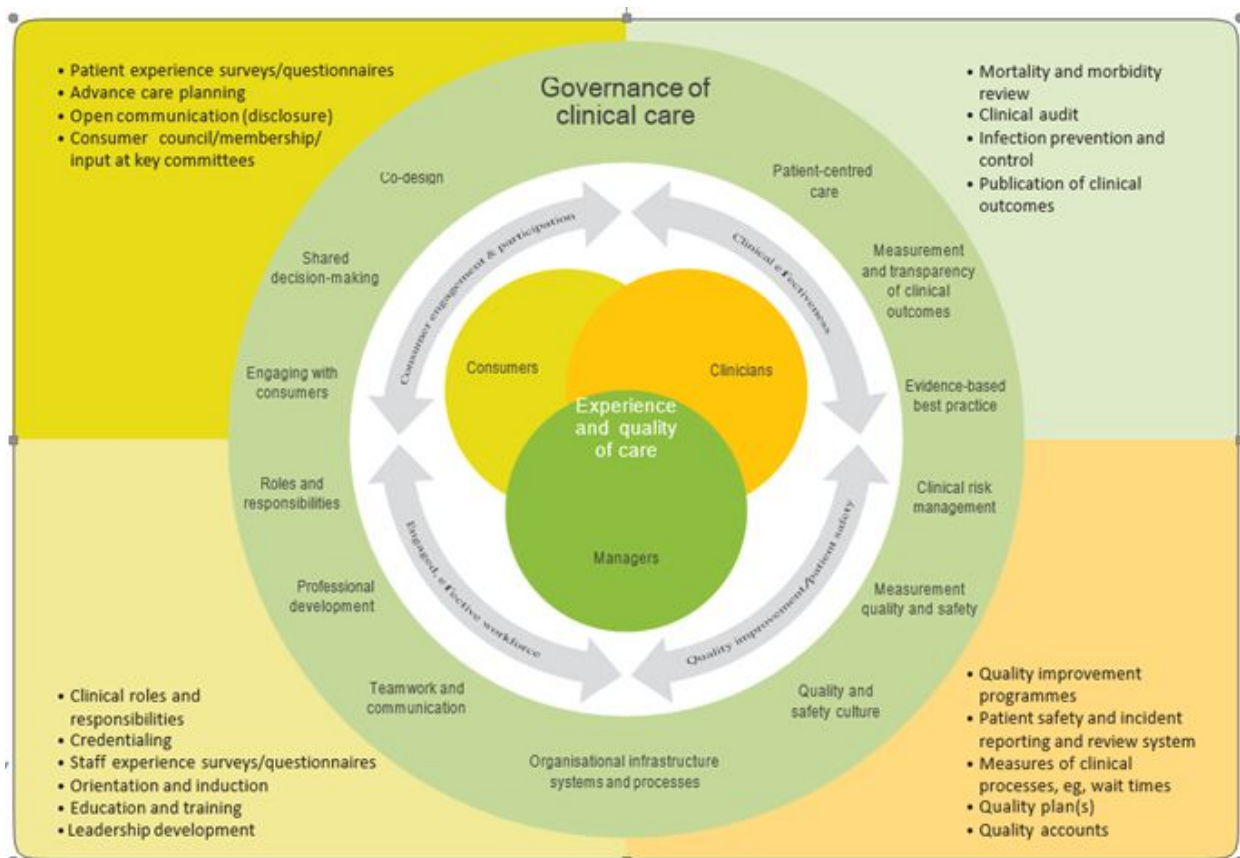 • Patient experience surveys/questionnaires
• Advance care planning
• Open communication (disclosure)
• Consumer council/membership/
input at key committees
• Mortality and morbidity
review
• Clinical audit
• Infection prevention and
control
• Publication of clinical
outcomes
Governance of
clinical care
Co-design
Patient-centred
care
Shared
decision-making
Measurement
and transparency
of clinical
outcomes
Engaging with
consumers
Evidence-based
best practice
Roles and
responsibilities
Clinical risk
management
Professional
development
Measurement
quality and safety
Teamwork and
communication
Quality and
safety culture
Organisational infrastructure
systems and processes
Consumer engagement & participation
Clinical effectiveness
Engaged, effective workforce
Quality improvement/patient safety
Consumers
Clinicians
Experience
and quality
of care
Managers
• Clinical roles and
responsibilities
• Credentialing
• Staff experience surveys/questionnaires
• Orientation and induction
• Education and training
• Leadership development
• Quality improvement
programmes
• Patient safety and incident
reporting and review system
• Measures of clinical
processes, eg, wait times
• Quality plan(s)
• Quality accounts